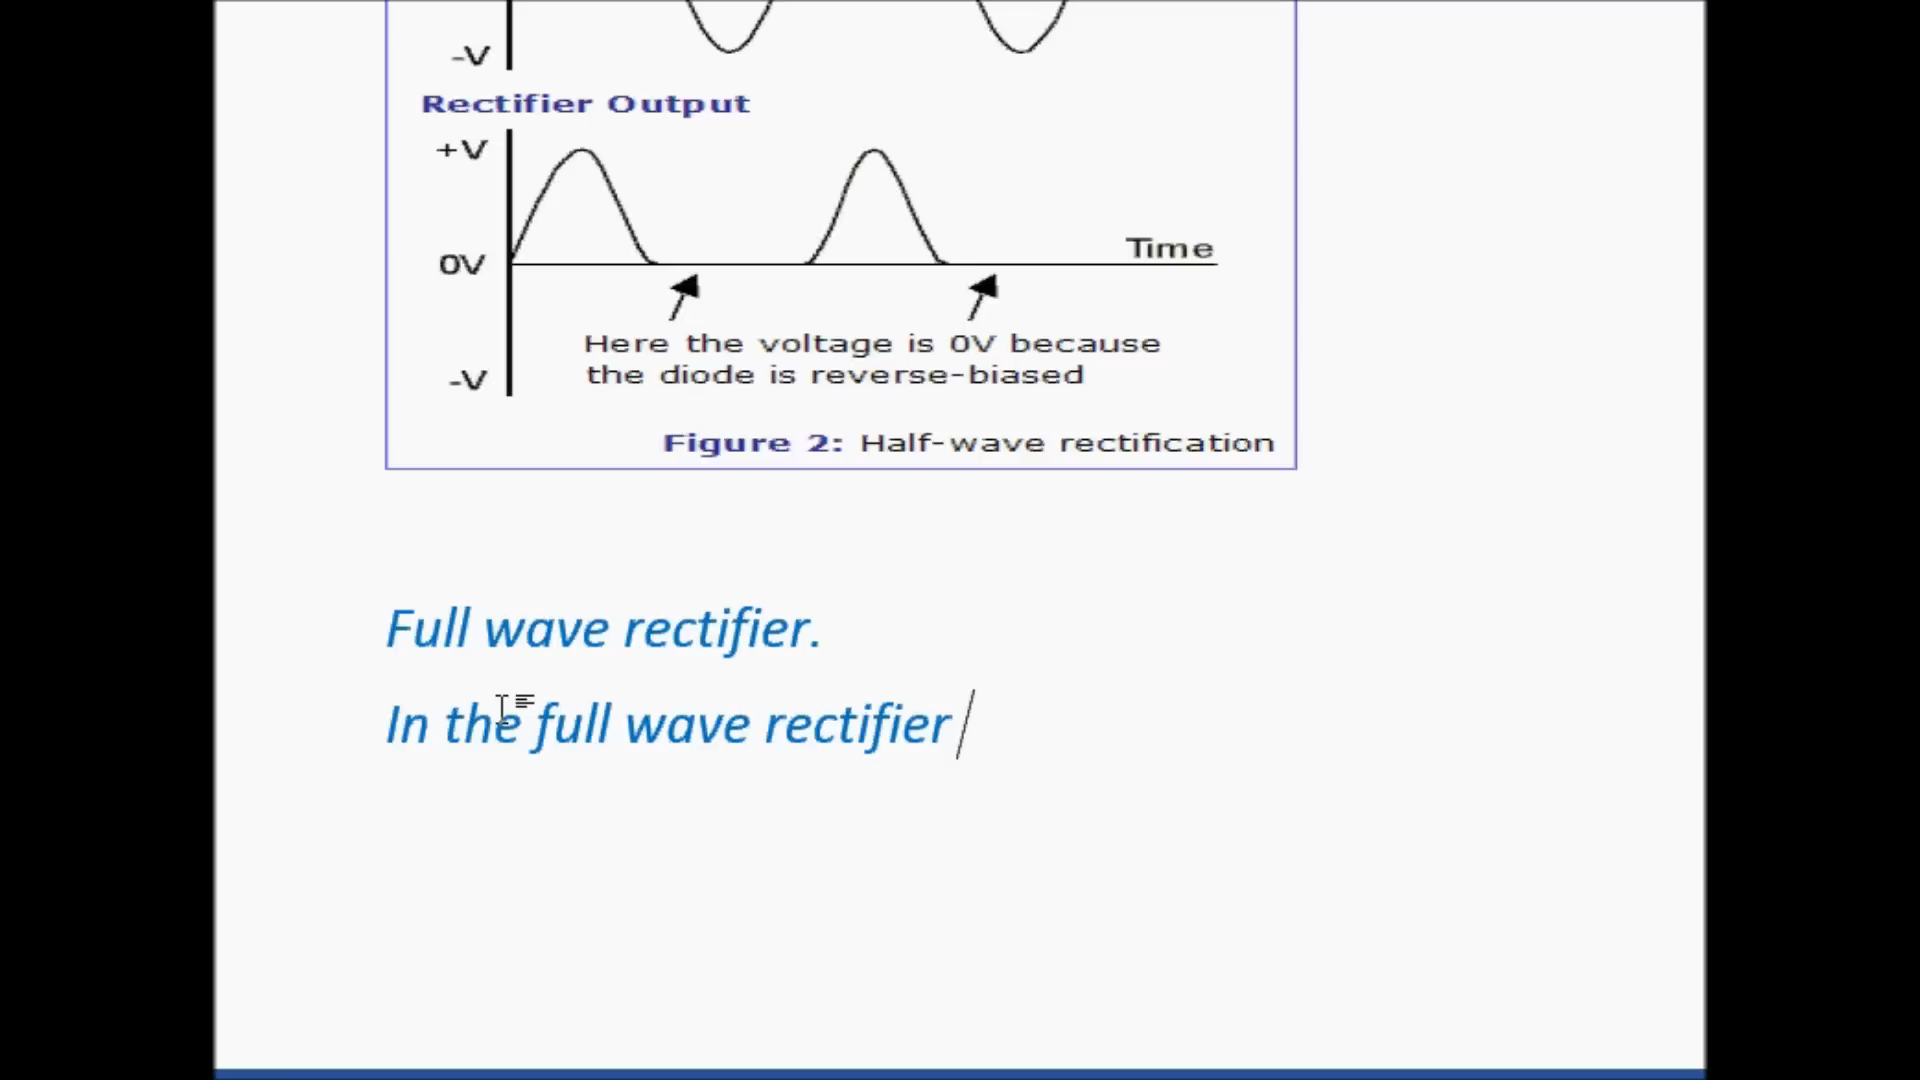 -V
Rectifier Output
+V
Time
0V
Here the voltage is 0V because
the diode is reverse-biased
-V
Figure 2: Half-wave rectification
Full wave rectifier.
In the full wave rectifier